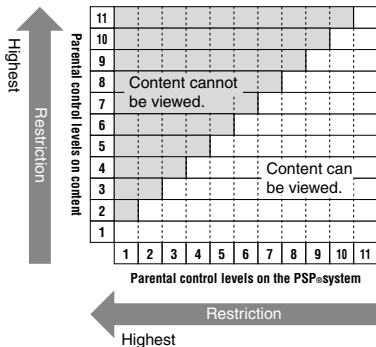 Highest
Restriction
Parental control levels on content
11
10
9
8
7
6
5
4
3
2
1
Content cannot
be viewed.
Content can
be viewed.
1 2 3 4 5 6 7 8 9 10 11
Parental control levels on the PSP®system
Restriction
Highest